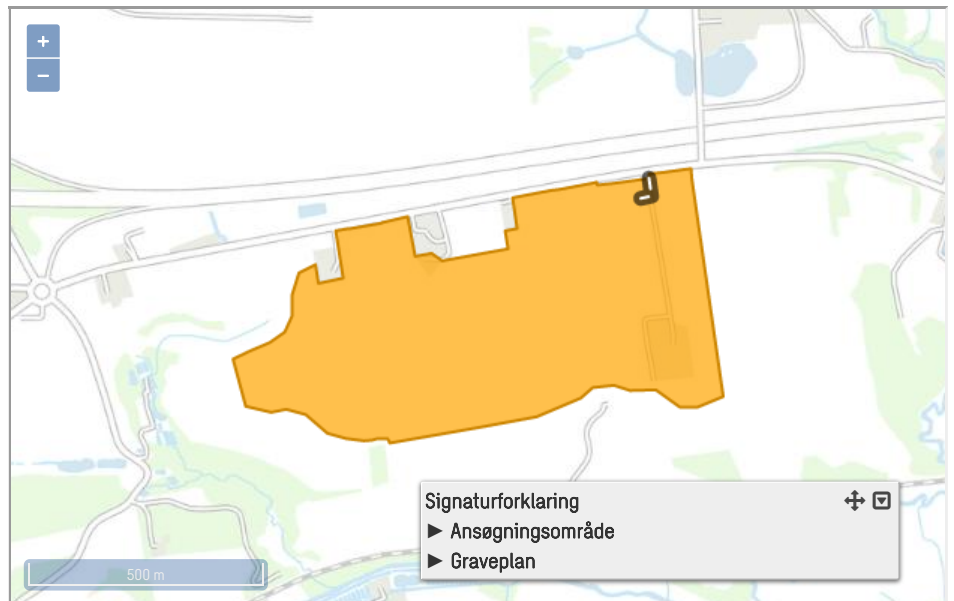 +
−
Signaturforklaring
▶ Ansøgningsområde
▶ Graveplan
500 m